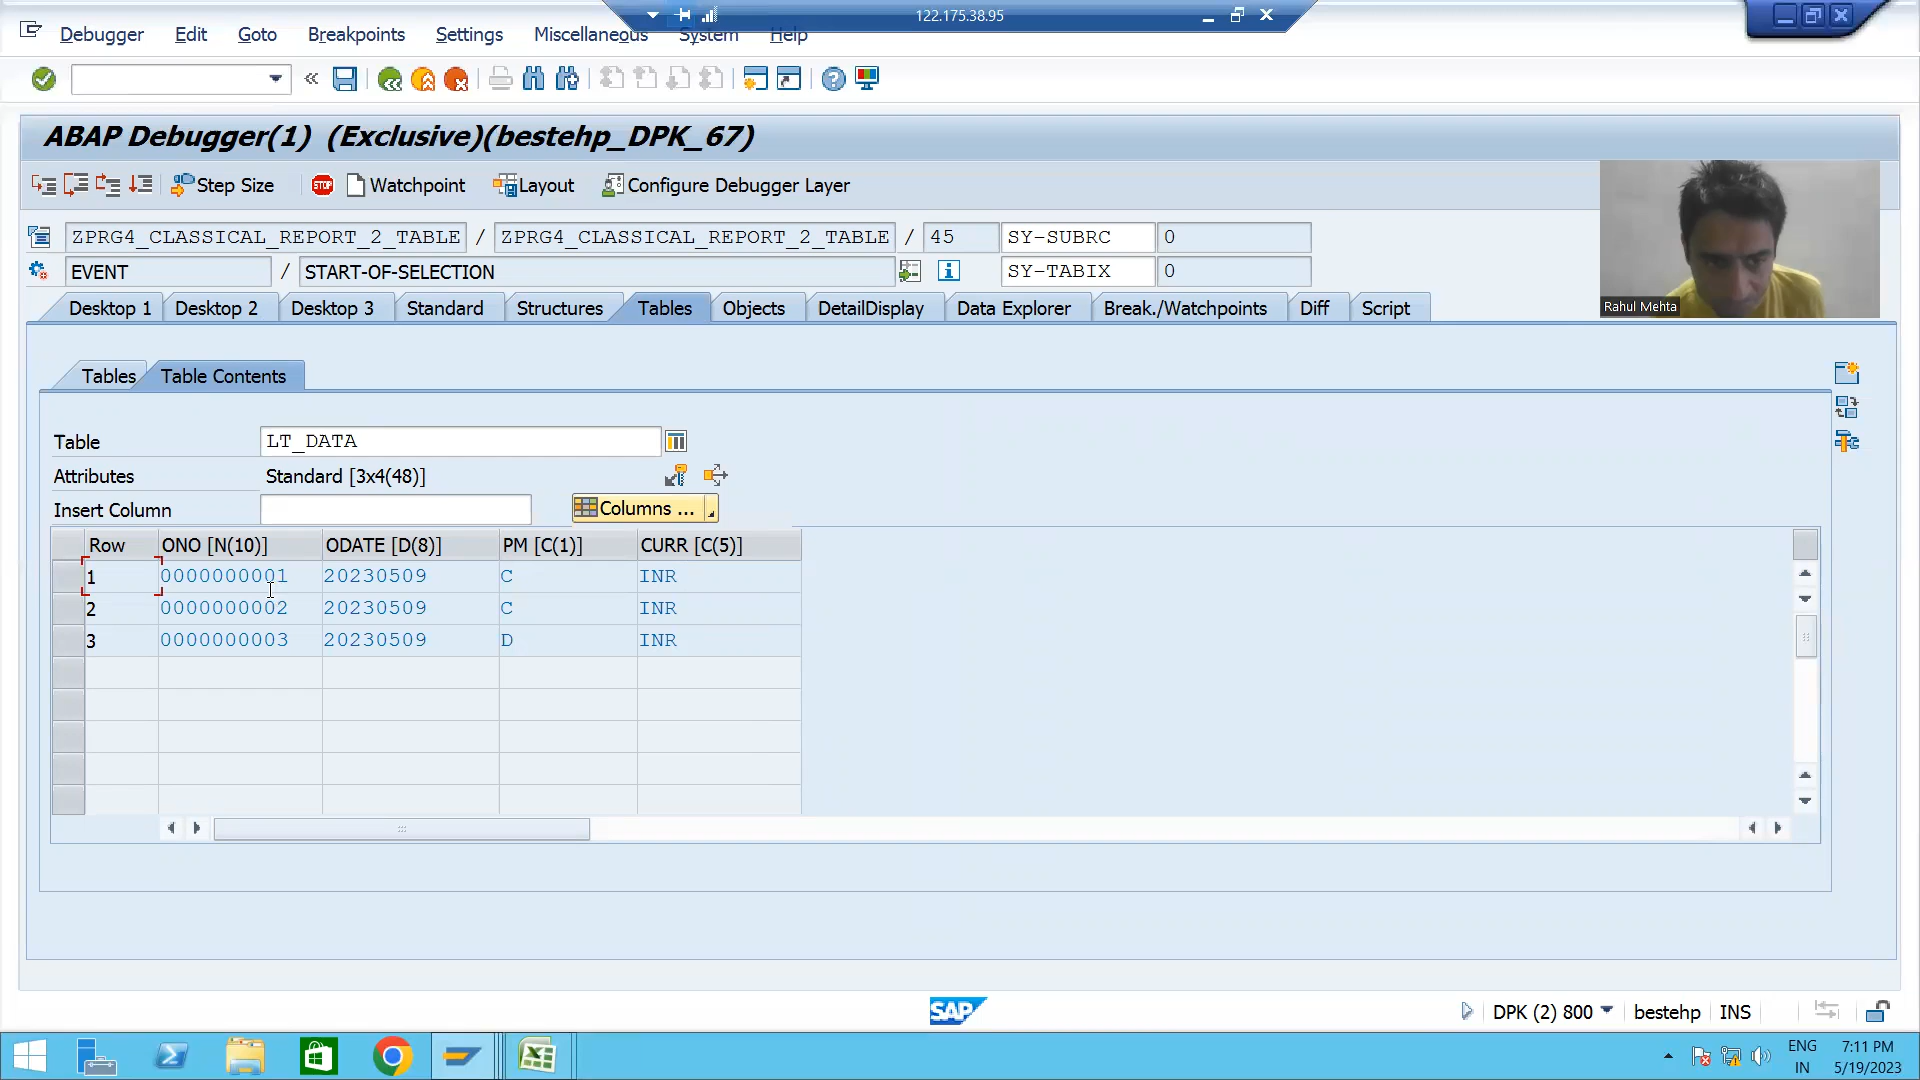 122.175.38.95
Debugger Edit Goto Breakpoints Settings Miscellaneous System Help
ABAP Debugger(1) (Exclusive)(bestehp_DPK_67)
Step Size STOP Watchpoint Layout Configure Debugger Layer
ZPRG4_CLASSICAL_REPORT_2_TABLE / ZPRG4_CLASSICAL_REPORT_2_TABLE / 45 SY-SUBRC 0
EVENT / START-OF-SELECTION SY-TABIX 0
Rahul Mehta
Desktop 1 Desktop 2 Desktop 3 Standard Structures Tables Objects DetailDisplay Data Explorer Break./Watchpoints Diff Script
Tables Table Contents
Table LT_DATA
Attributes Standard [3x4(48)]
Insert Column Columns ...
Row ONO [N(10)] ODATE [D(8)] PM [C(1)] CURR [C(5)]
1 0000000001 20230509 C INR
2 0000000002 20230509 C INR
3 0000000003 20230509 D INR
SAP DPK (2) 800 bestehp INS
ENG 7:11 PM
IN 5/19/2023